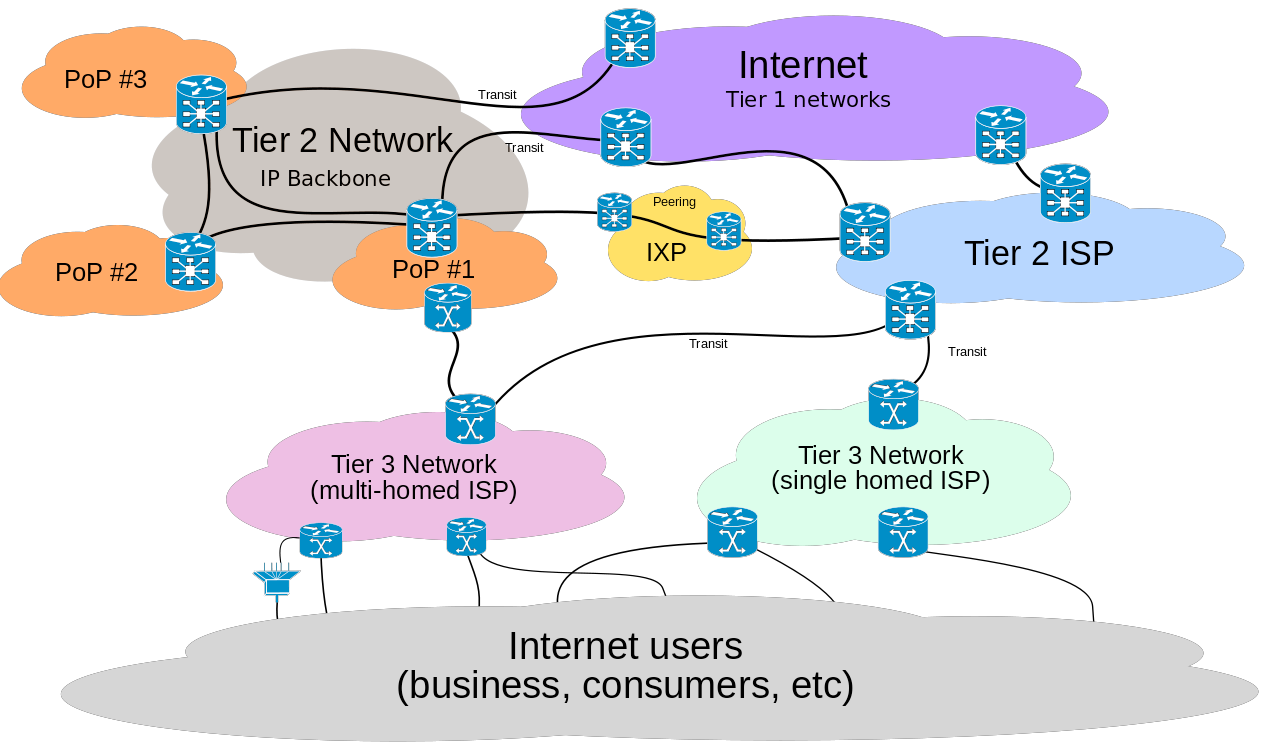 PoP #3
Transit
Internet
Tier 1 networks
Tier 2 Network
IP Backbone
Transit
Peering
IXP
Tier 2 ISP
PoP #2
PoP #1
Transit
Transit
Tier 3 Network
(multi-homed ISP)
Tier 3 Network
(single homed ISP)
Internet users
(business, consumers, etc)